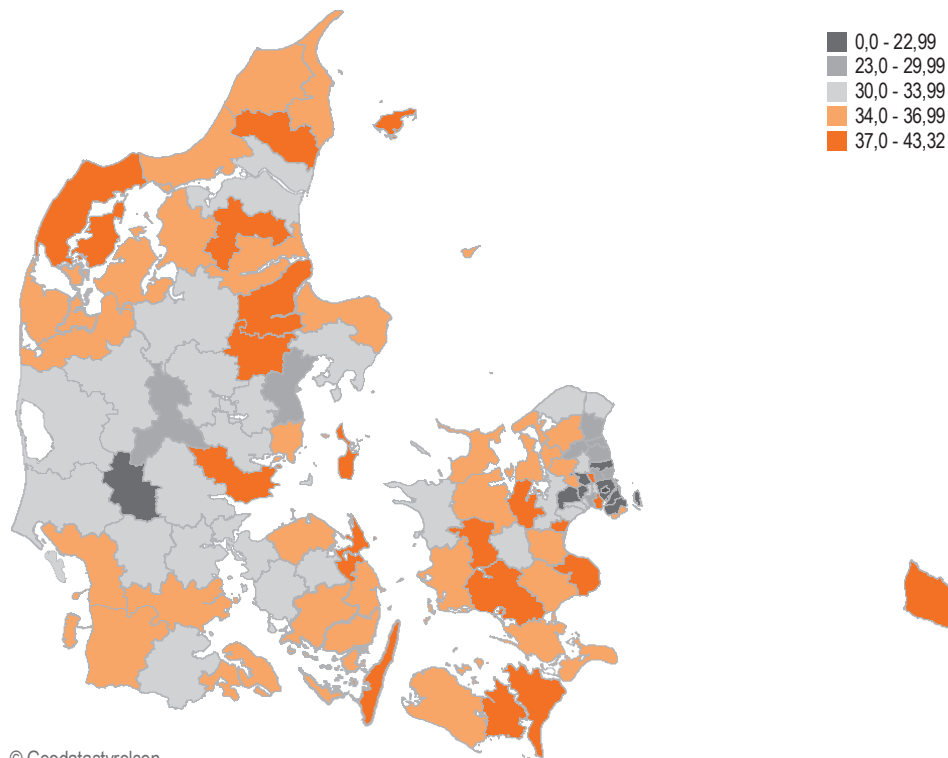 0,0 - 22,99
23,0 - 29,99
30,0 - 33,99
34,0 - 36,99
37,0 - 43,32
© Geodatastyrelsen